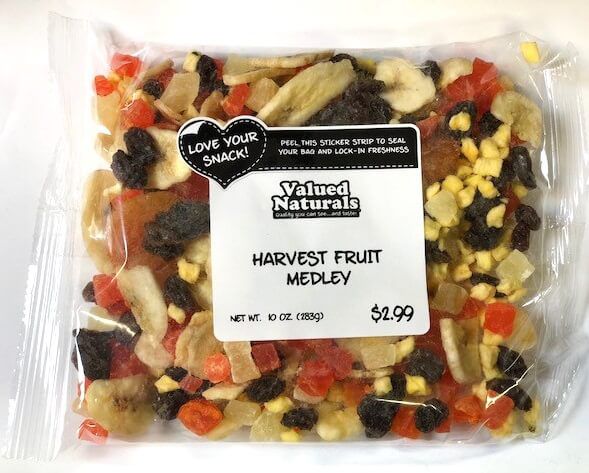 LOVE YOUR
SNACK!
PEEL THIS STICKER STRIP TO SEAL
YOUR BAG AND LOCK-IN FRESHNESS
Valued
Naturals
Quality you can see...and taste!
HARVEST FRUIT
MEDLEY
NET WT. 10 OZ. (283g)
$2.99